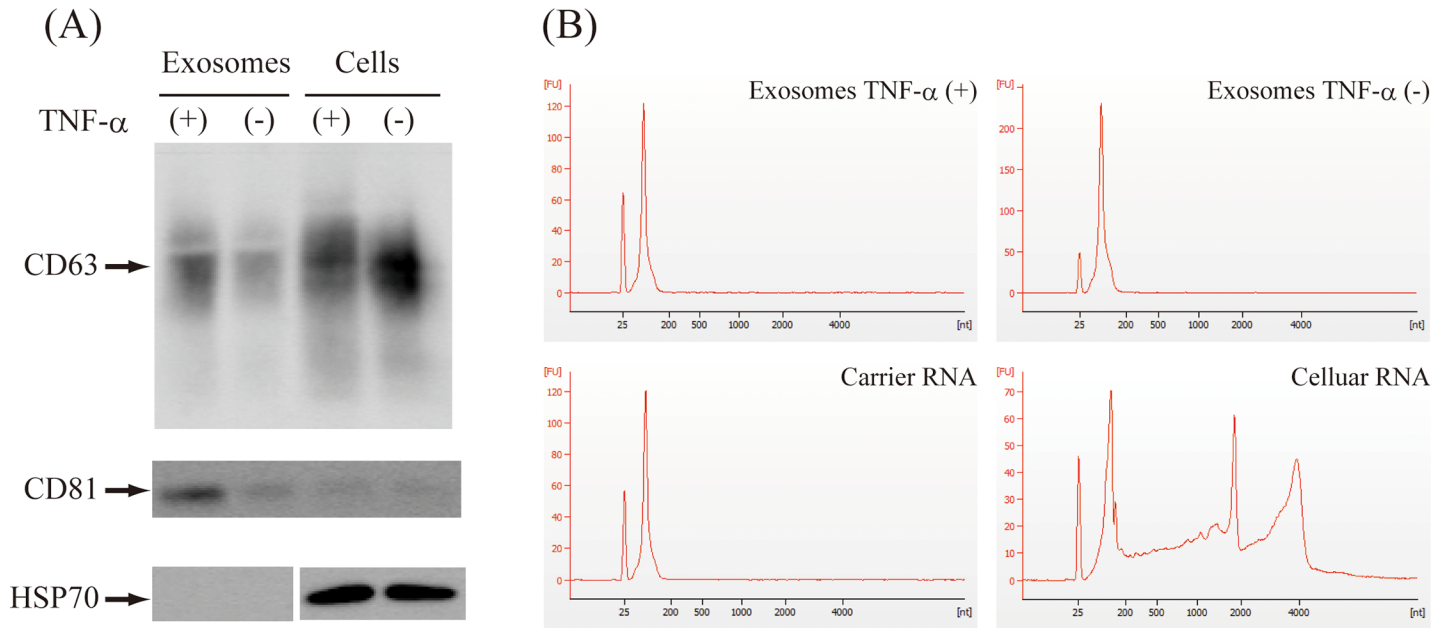 (A)
Exosomes Cells
TNF-α (+) (-) (+) (-)
CD63
CD81
HSP70
(B)
[FU] Exosomes TNF-α (+)
120
100
80
60
40
20
0
25 200 500 1000 2000 4000 [nt]
[FU] Exosomes TNF-α (-)
200
150
100
50
0
25 200 500 1000 2000 4000 [nt]
[FU] Carrier RNA
120
100
80
60
40
20
0
25 200 500 1000 2000 4000 [nt]
[FU] Celluar RNA
70
60
50
40
30
20
10
0
25 200 500 1000 2000 4000 [nt]